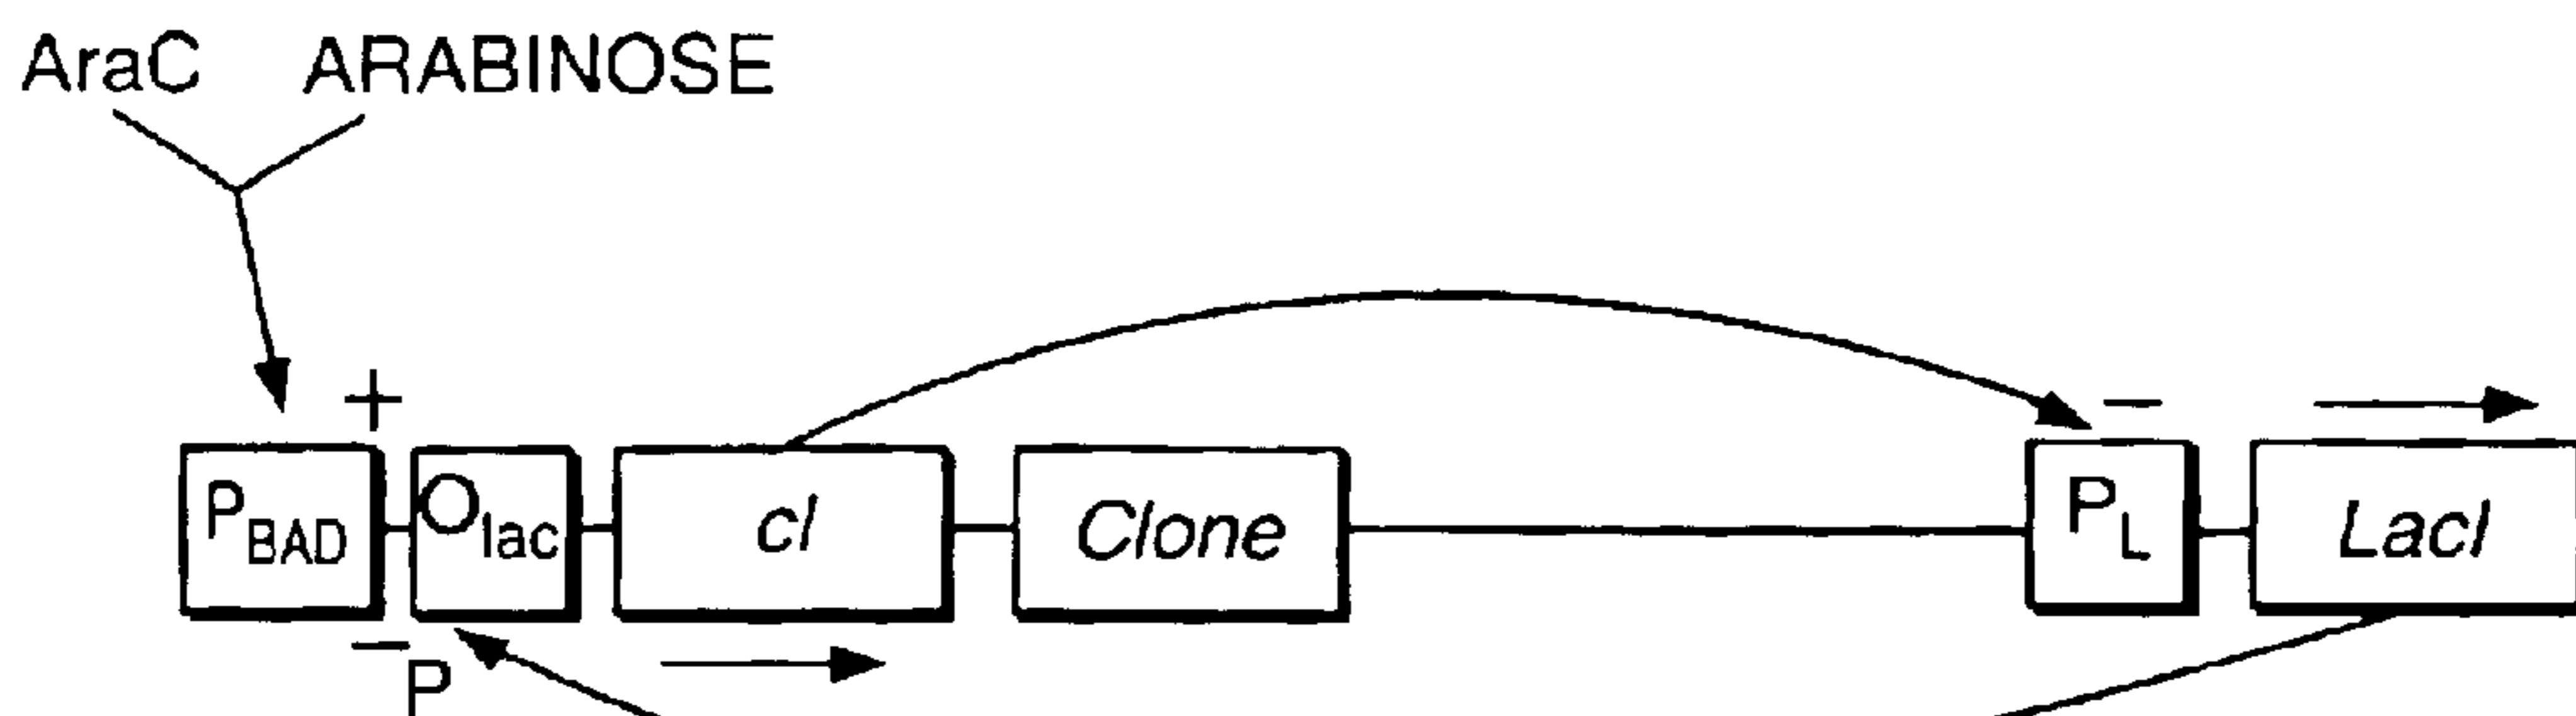 AraC ARABINOSE
+ −
P_BAD O_lac cI Clone P_L LacI
−
P